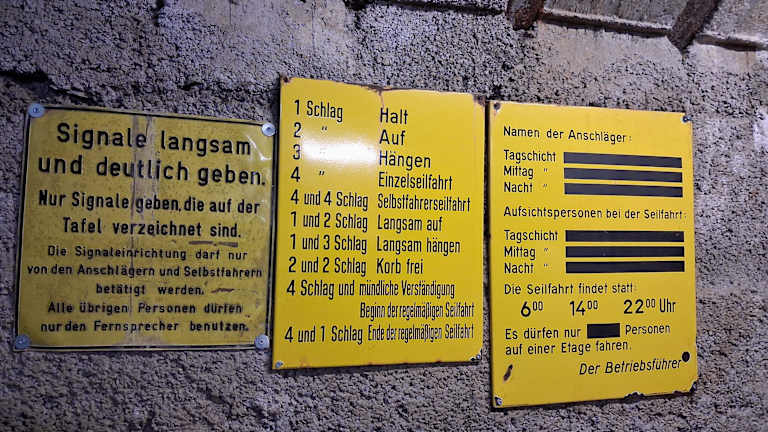 Signale langsam
und deutlich geben.
Nur Signale geben, die auf der
Tafel verzeichnet sind.
Die Signaleinrichtung darf nur
von den Anschlägern und Selbstfahrern
betätigt werden.
Alle übrigen Personen dürfen
nur den Fernsprecher benutzen.
1 Schlag Halt
2 " Auf
3 " Hängen
4 " Einzelseilfahrt
4 und 4 Schlag Selbstfahrerseilfahrt
1 und 2 Schlag Langsam auf
1 und 3 Schlag Langsam hängen
2 und 2 Schlag Korb frei
4 Schlag und mündliche Verständigung
Beginn der regelmäßigen Seilfahrt
4 und 1 Schlag Ende der regelmäßigen Seilfahrt
Namen der Anschläger:
Tagschicht
Mittag "
Nacht "
Aufsichtspersonen bei der Seilfahrt:
Tagschicht
Mittag "
Nacht "
Die Seilfahrt findet statt:
6⁰⁰ 14⁰⁰ 22⁰⁰ Uhr
Es dürfen nur Personen
auf einer Etage fahren.
Der Betriebsführer